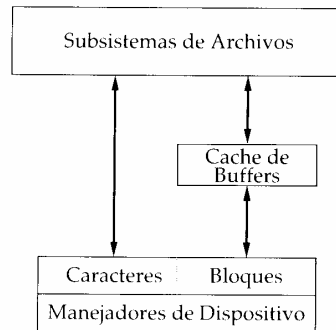 Subsistemas de Archivos
Cache de
Buffers
Caracteres Bloques
Manejadores de Dispositivo